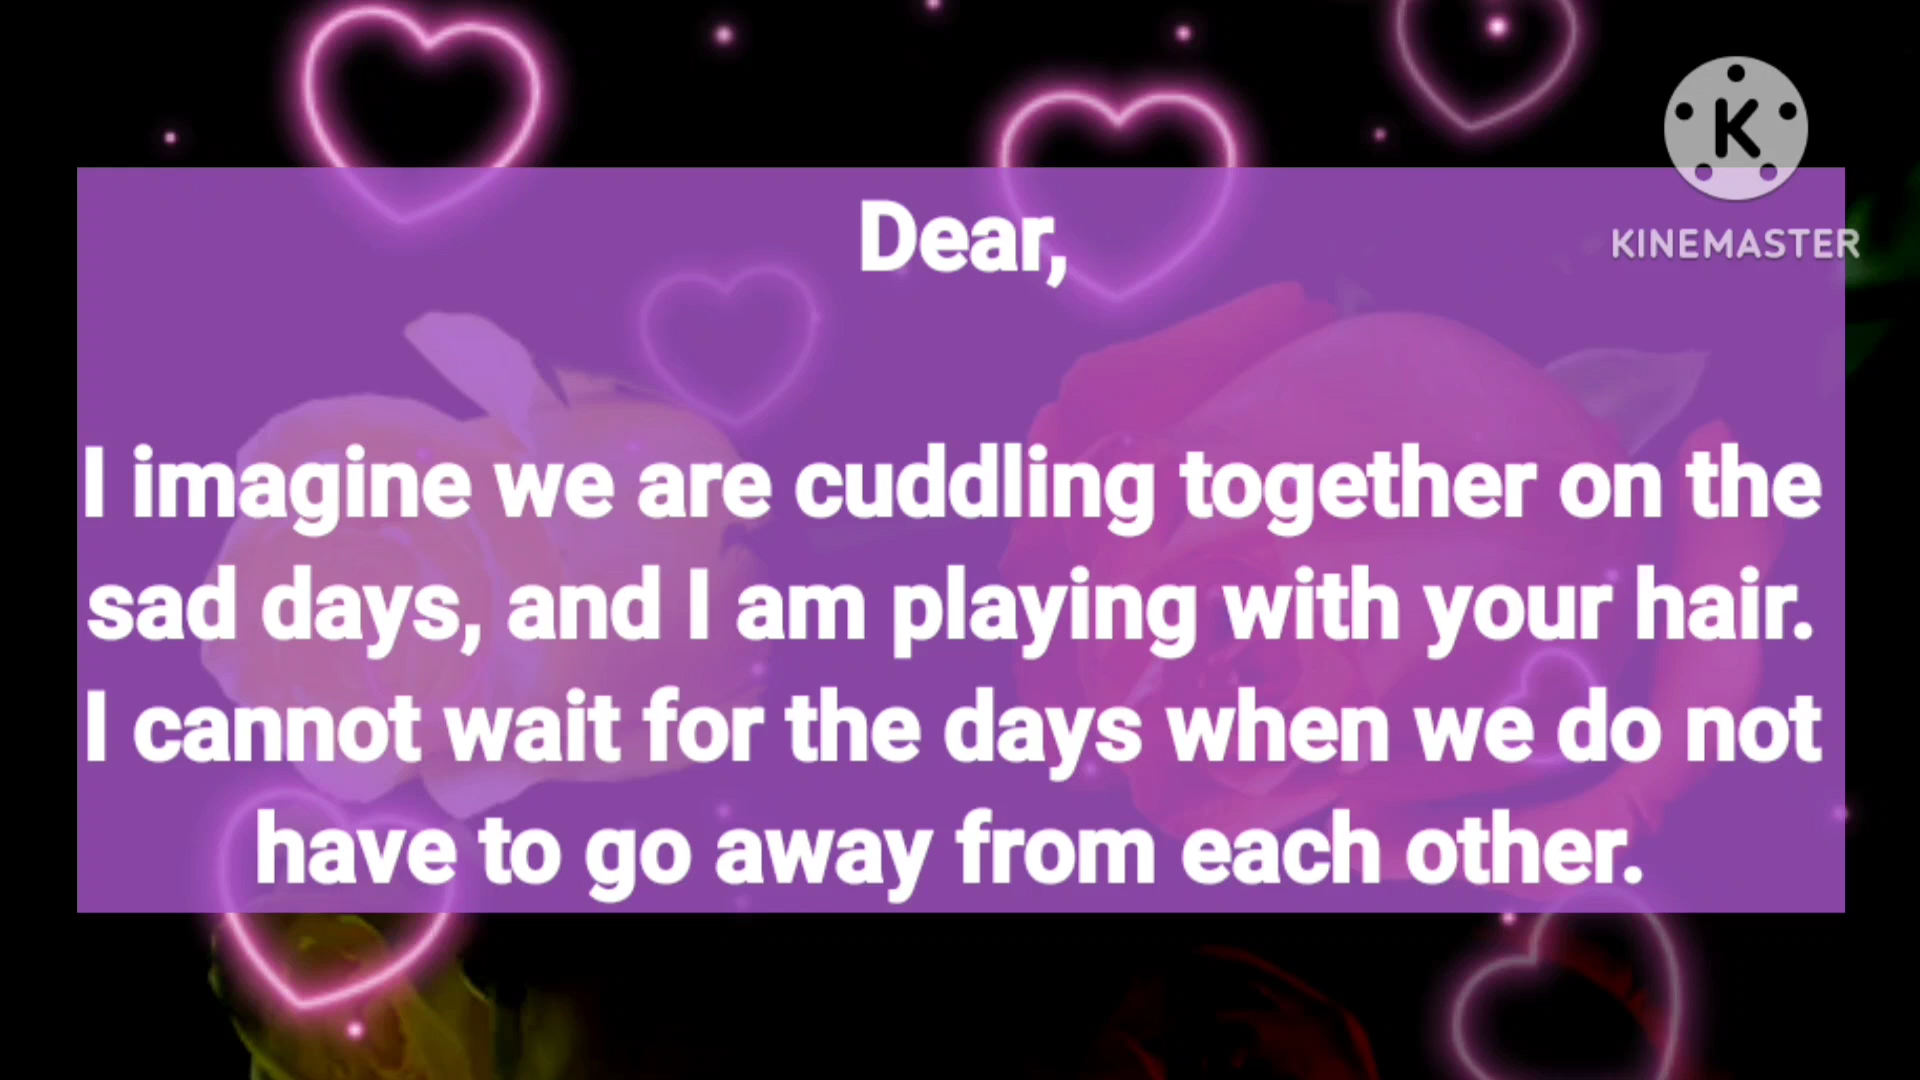 K
KINEMASTER
Dear,
I imagine we are cuddling together on the
sad days, and I am playing with your hair.
I cannot wait for the days when we do not
have to go away from each other.